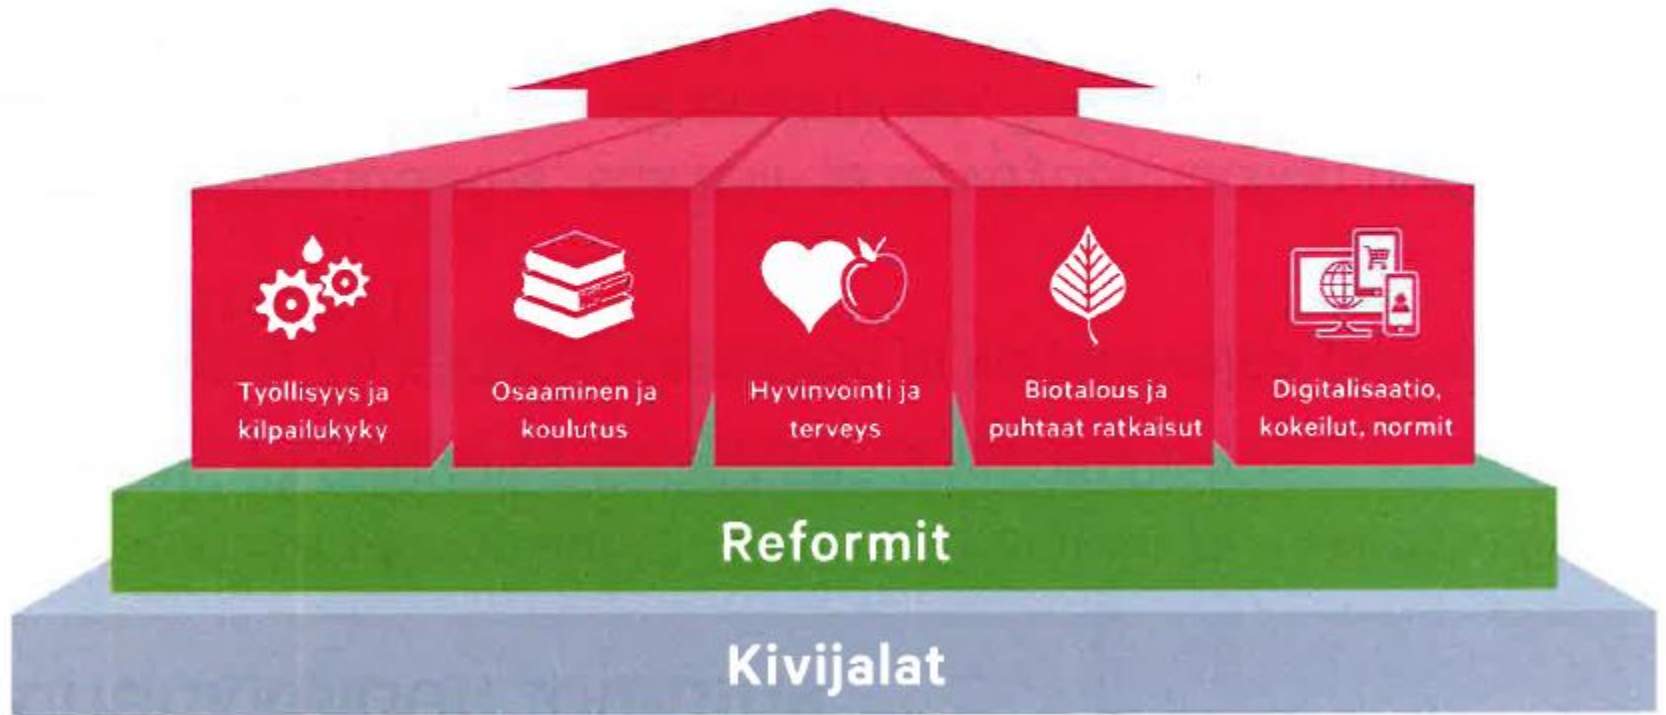 Työllisyys ja
kilpailukyky
Osaaminen ja
koulutus
Hyvinvointi ja
terveys
Biotalous ja
puhtaat ratkaisut
Digitalisaatio,
kokeilut, normit
Reformit
Kivijalat